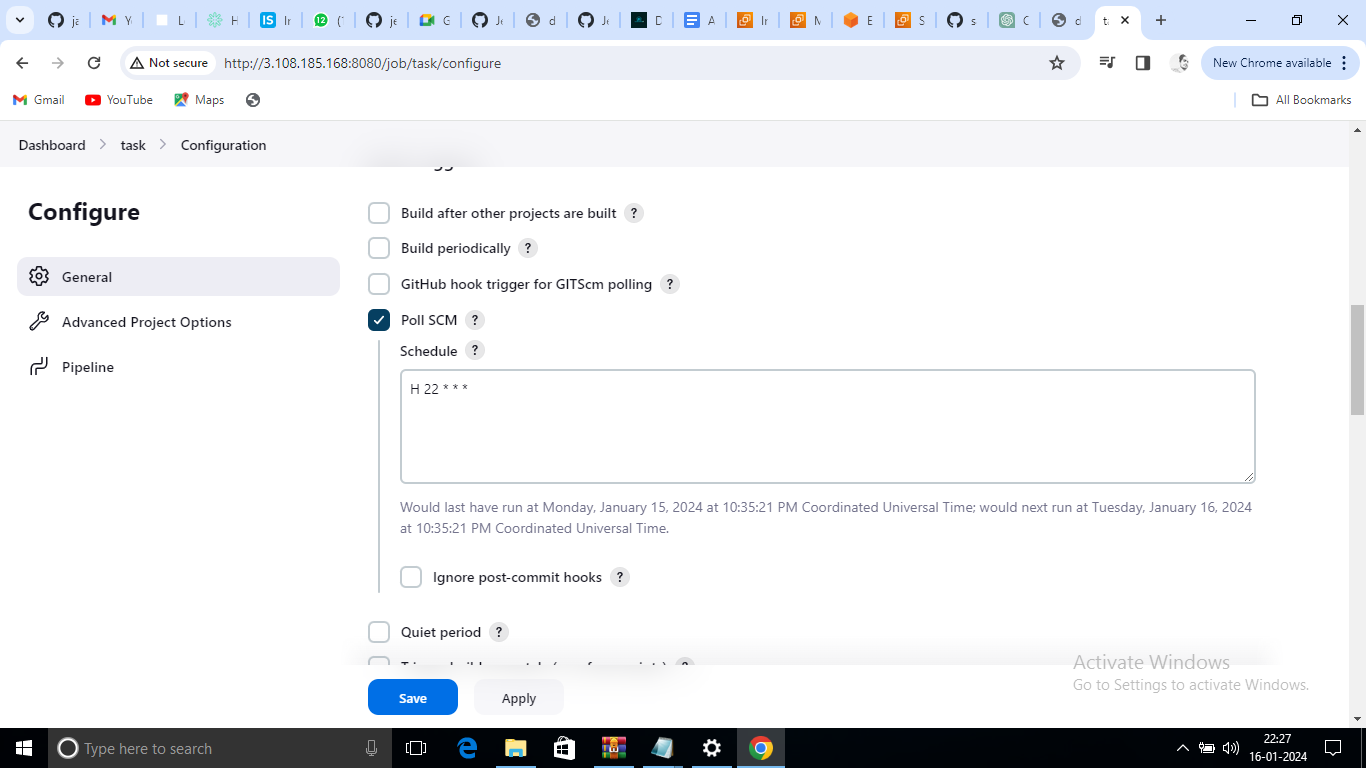 New Chrome available
Not secure
http://3.108.185.168:8080/job/task/configure
Gmail
YouTube
Maps
All Bookmarks
Dashboard
task
Configuration
Configure
General
Advanced Project Options
Pipeline
Build after other projects are built ?
Build periodically ?
GitHub hook trigger for GITScm polling ?
Poll SCM ?
Schedule ?
H 22 * * *
Would last have run at Monday, January 15, 2024 at 10:35:21 PM Coordinated Universal Time; would next run at Tuesday, January 16, 2024
at 10:35:21 PM Coordinated Universal Time.
Ignore post-commit hooks ?
Quiet period ?
Save
Apply
Activate Windows
Go to Settings to activate Windows.
Type here to search
22:27
16-01-2024